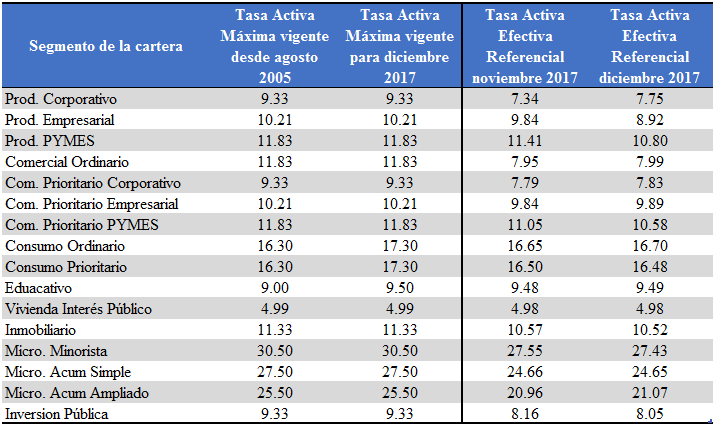 Segmento de la cartera
Tasa Activa
Máxima vigente
desde agosto
2005
Tasa Activa
Máxima vigente
para diciembre
2017
Tasa Activa
Efectiva
Referencial
noviembre 2017
Tasa Activa
Efectiva
Referencial
diciembre 2017
Prod. Corporativo 9.33 9.33 7.34 7.75
Prod. Empresarial 10.21 10.21 9.84 8.92
Prod. PYMES 11.83 11.83 11.41 10.80
Comercial Ordinario 11.83 11.83 7.95 7.99
Com. Prioritario Corporativo 9.33 9.33 7.79 7.83
Com. Prioritario Empresarial 10.21 10.21 9.84 9.89
Com. Prioritario PYMES 11.83 11.83 11.05 10.58
Consumo Ordinario 16.30 17.30 16.65 16.70
Consumo Prioritario 16.30 17.30 16.50 16.48
Eduacativo 9.00 9.50 9.48 9.49
Vivienda Interés Público 4.99 4.99 4.98 4.98
Inmobiliario 11.33 11.33 10.57 10.52
Micro. Minorista 30.50 30.50 27.55 27.43
Micro. Acum Simple 27.50 27.50 24.66 24.65
Micro. Acum Ampliado 25.50 25.50 20.96 21.07
Inversion Pública 9.33 9.33 8.16 8.05